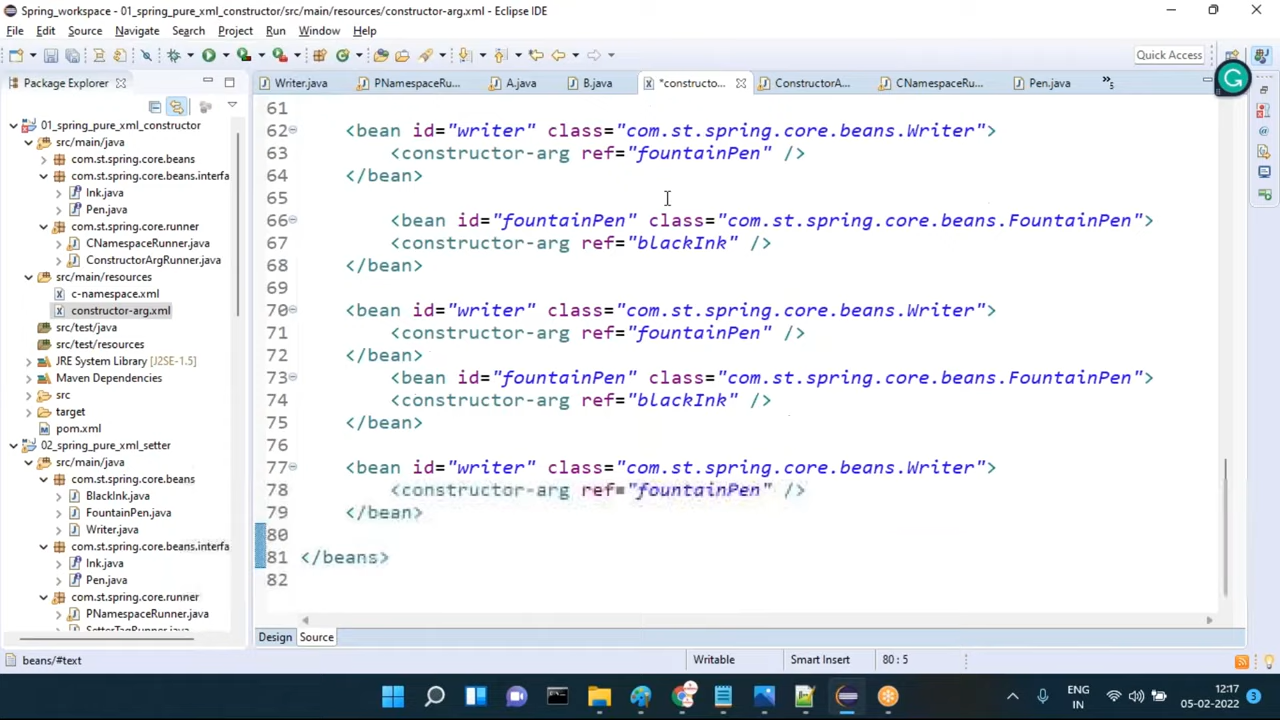 Spring_workspace - 01_spring_pure_xml_constructor/src/main/resources/constructor-arg.xml - Eclipse IDE
File Edit Source Navigate Search Project Run Window Help
Quick Access
Package Explorer
Writer.java PNamespaceRu... A.java B.java *constructo... ConstructorA... CNamespaceRu... Pen.java »5
01_spring_pure_xml_constructor
src/main/java
com.st.spring.core.beans
com.st.spring.core.beans.interfa
Ink.java
Pen.java
com.st.spring.core.runner
CNamespaceRunner.java
ConstructorArgRunner.java
src/main/resources
c-namespace.xml
constructor-arg.xml
src/test/java
src/test/resources
JRE System Library [J2SE-1.5]
Maven Dependencies
src
target
pom.xml
02_spring_pure_xml_setter
src/main/java
com.st.spring.core.beans
BlackInk.java
FountainPen.java
Writer.java
com.st.spring.core.beans.interfa
Ink.java
Pen.java
com.st.spring.core.runner
PNamespaceRunner.java
SetterTagRunner.java
61
62 <bean id="writer" class="com.st.spring.core.beans.Writer">
63 <constructor-arg ref="fountainPen" />
64 </bean>
65
66 <bean id="fountainPen" class="com.st.spring.core.beans.FountainPen">
67 <constructor-arg ref="blackInk" />
68 </bean>
69
70 <bean id="writer" class="com.st.spring.core.beans.Writer">
71 <constructor-arg ref="fountainPen" />
72 </bean>
73 <bean id="fountainPen" class="com.st.spring.core.beans.FountainPen">
74 <constructor-arg ref="blackInk" />
75 </bean>
76
77 <bean id="writer" class="com.st.spring.core.beans.Writer">
78 <constructor-arg ref="fountainPen" />
79 </bean>
80
81 </beans>
82
Design Source
beans/#text Writable Smart Insert 80 : 5
ENG IN 12:17 05-02-2022 3